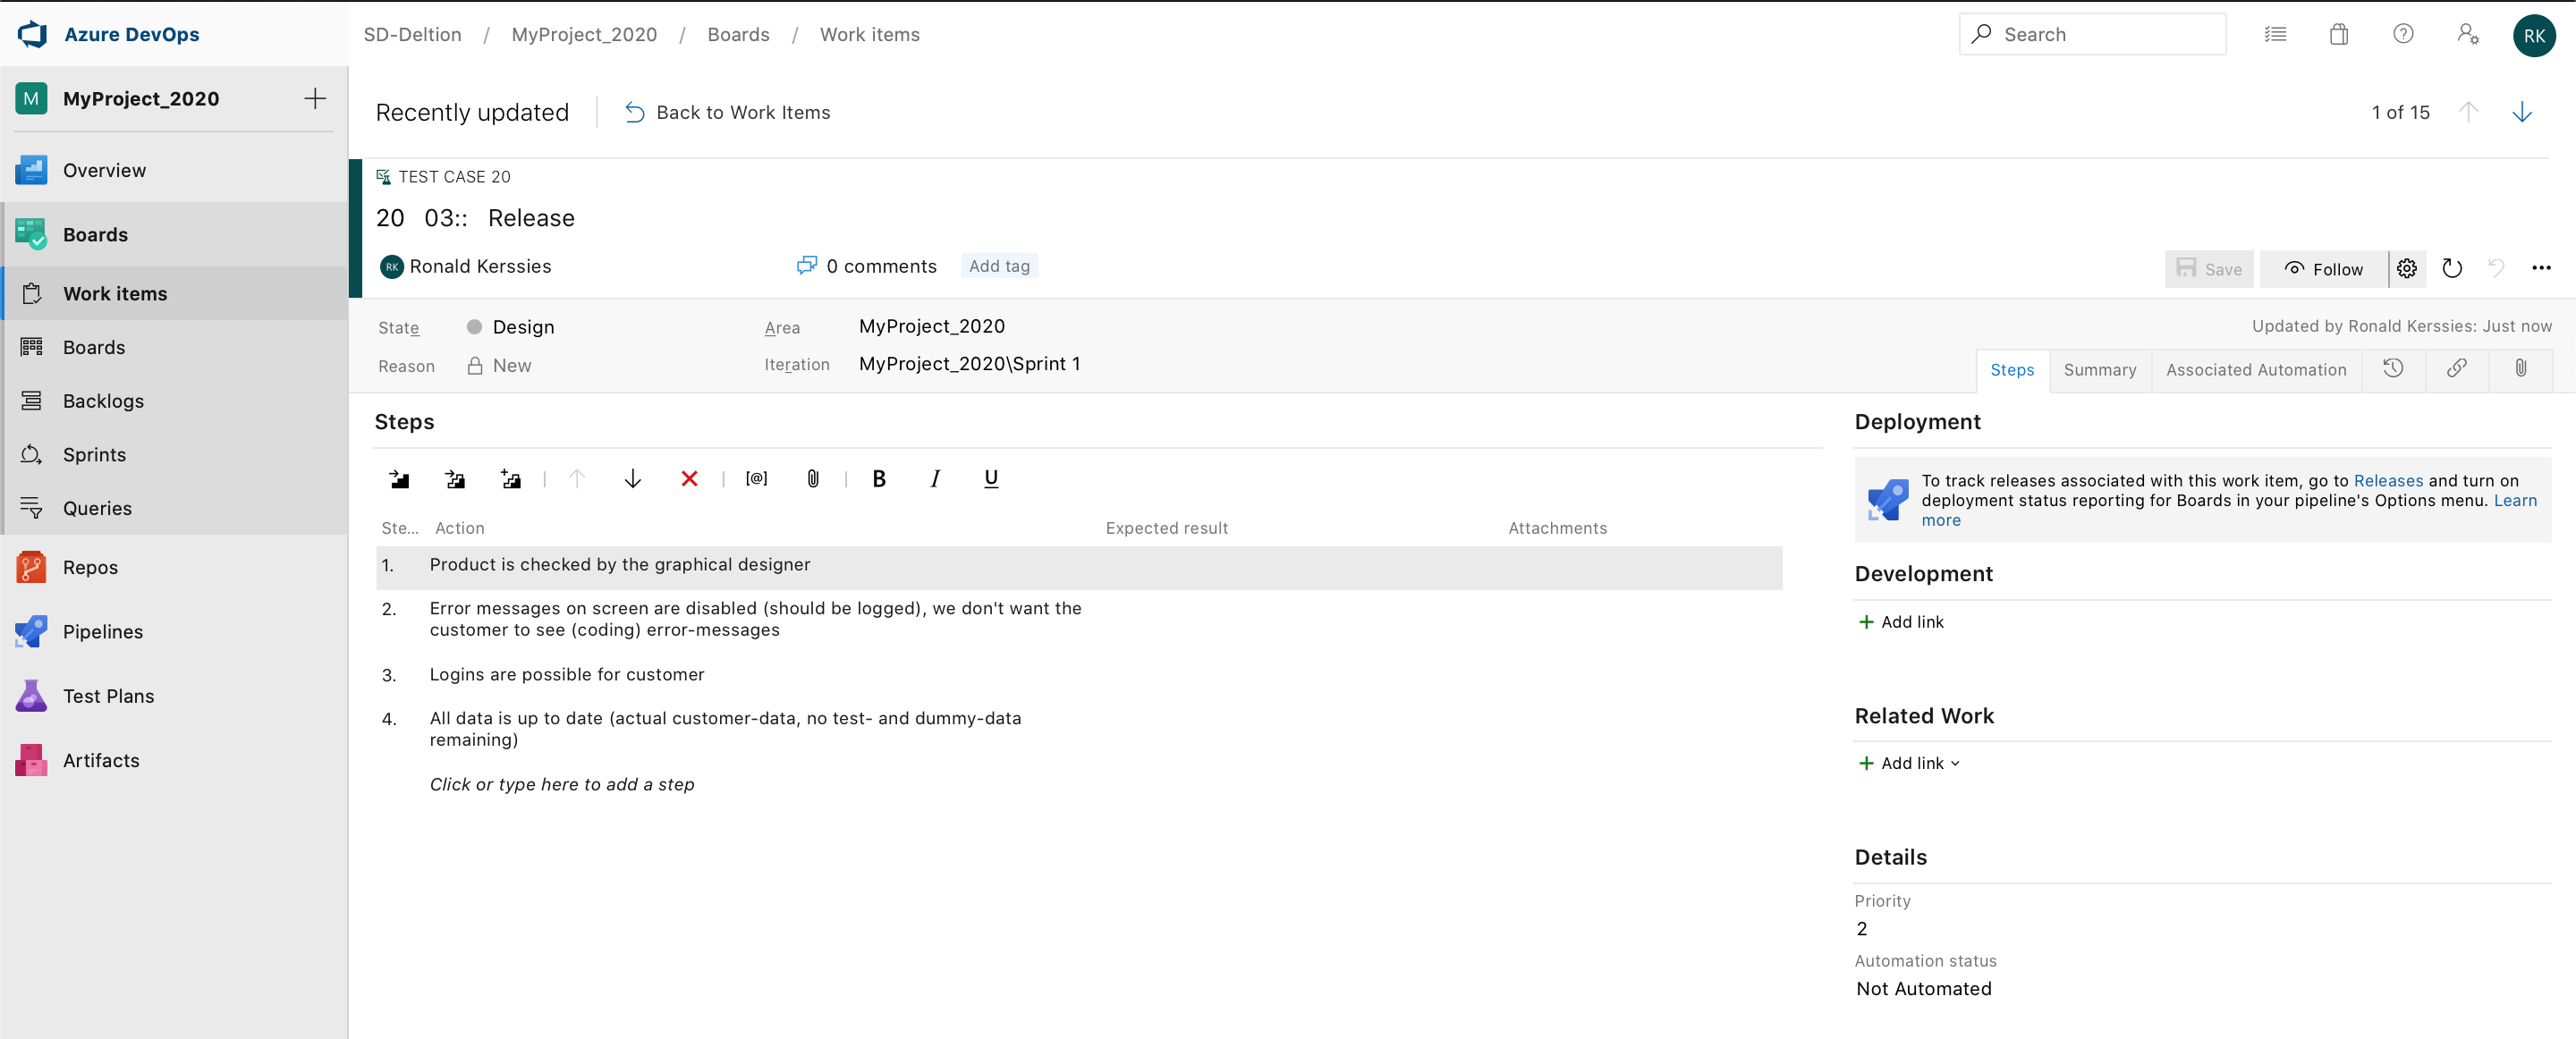 Azure DevOps
SD-Deltion / MyProject_2020 / Boards / Work items
Search
RK
M MyProject_2020
Overview
Boards
Work items
Boards
Backlogs
Sprints
Queries
Repos
Pipelines
Test Plans
Artifacts
Recently updated
Back to Work Items
1 of 15
TEST CASE 20
20 03:: Release
RK Ronald Kerssies
0 comments
Add tag
Save
Follow
State Design
Area MyProject_2020
Reason New
Iteration MyProject_2020\Sprint 1
Updated by Ronald Kerssies: Just now
Steps Summary Associated Automation
Steps
[@] B I U
Ste... Action Expected result Attachments
1. Product is checked by the graphical designer
2. Error messages on screen are disabled (should be logged), we don't want the
customer to see (coding) error-messages
3. Logins are possible for customer
4. All data is up to date (actual customer-data, no test- and dummy-data
remaining)
Click or type here to add a step
Deployment
To track releases associated with this work item, go to Releases and turn on
deployment status reporting for Boards in your pipeline's Options menu. Learn
more
Development
+ Add link
Related Work
+ Add link
Details
Priority
2
Automation status
Not Automated